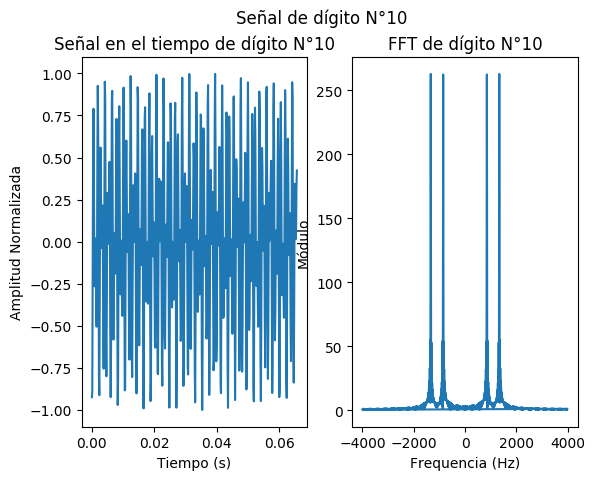 Señal de dígito N°10
Señal en el tiempo de dígito N°10
FFT de dígito N°10
Amplitud Normalizada
1.00
0.75
0.50
0.25
0.00
−0.25
−0.50
−0.75
−1.00
0.00 0.02 0.04 0.06
Tiempo (s)
Módulo
250
200
150
100
50
0
−4000 −2000 0 2000 4000
Frequencia (Hz)